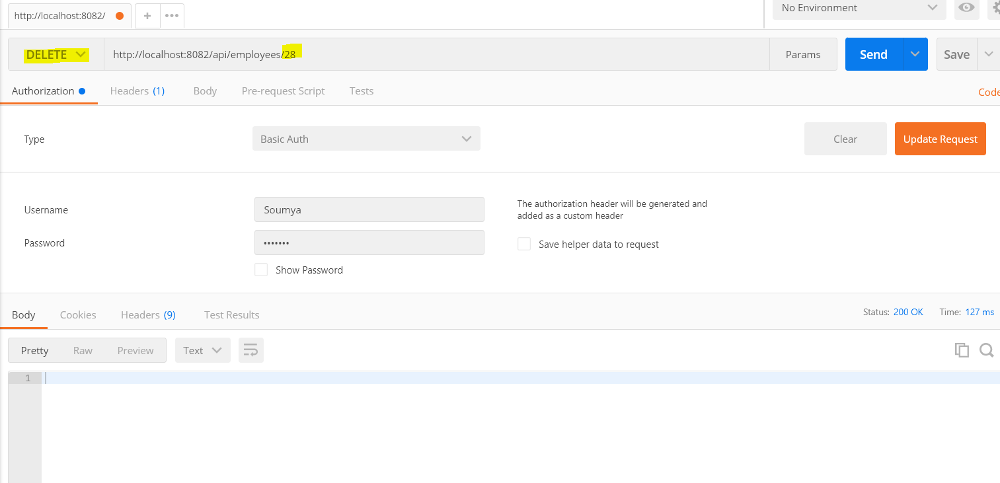 http://localhost:8082/ + ••• No Environment
DELETE http://localhost:8082/api/employees/28 Params Send Save
Authorization Headers (1) Body Pre-request Script Tests Code
Type Basic Auth Clear Update Request
Username Soumya The authorization header will be generated and
added as a custom header
Password ••••••• Save helper data to request
Show Password
Body Cookies Headers (9) Test Results Status: 200 OK Time: 127 ms
Pretty Raw Preview Text
1